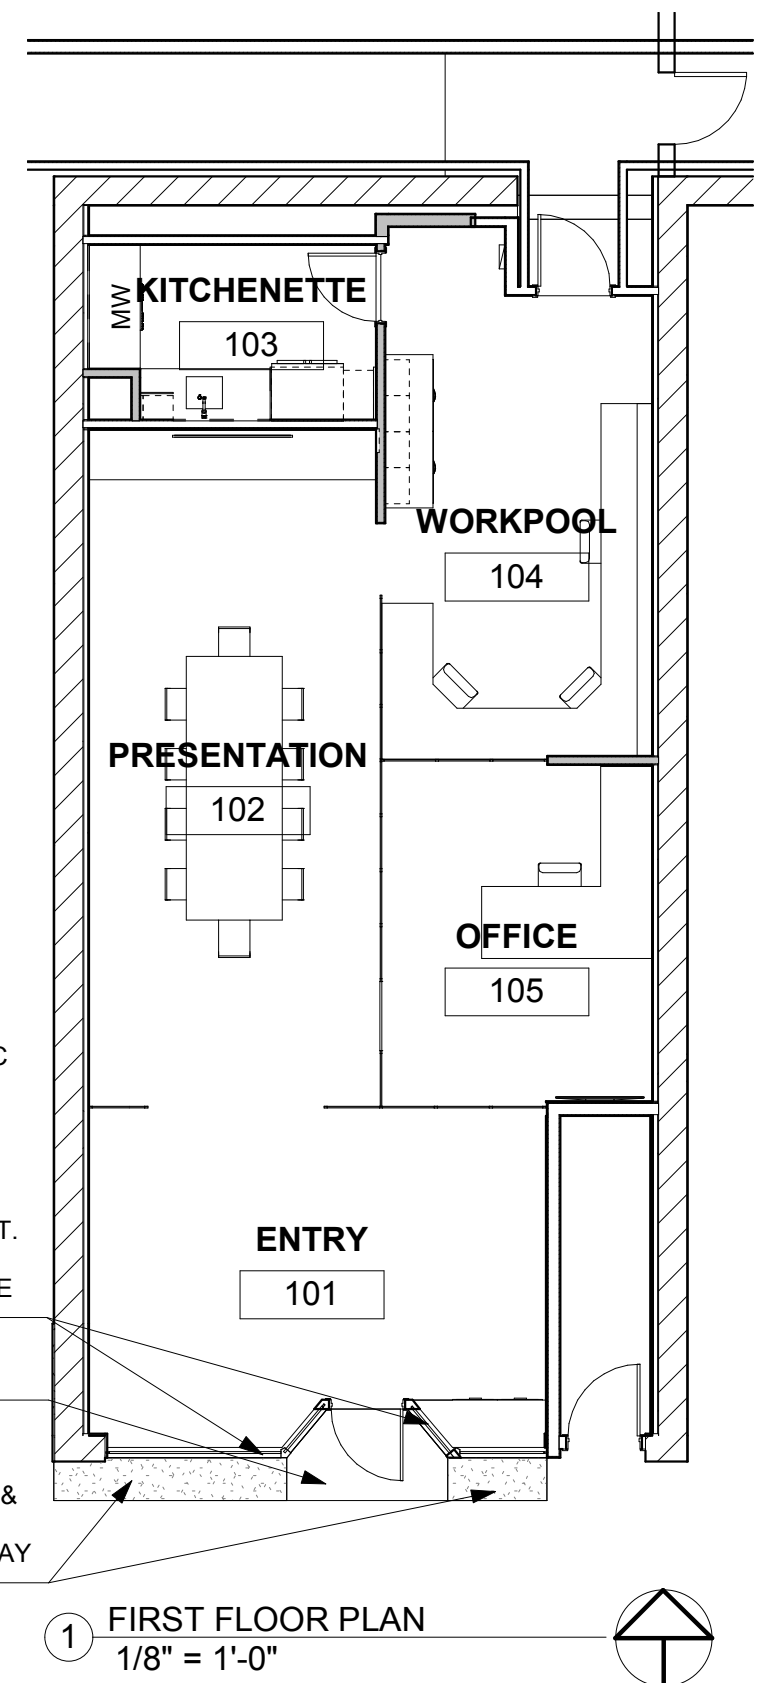 KITCHENETTE
MW
103
WORKPOOL
104
PRESENTATION
102
OFFICE
105
C
T.
ENTRY
E
101
&
AY
1
FIRST FLOOR PLAN
1/8" = 1'-0"